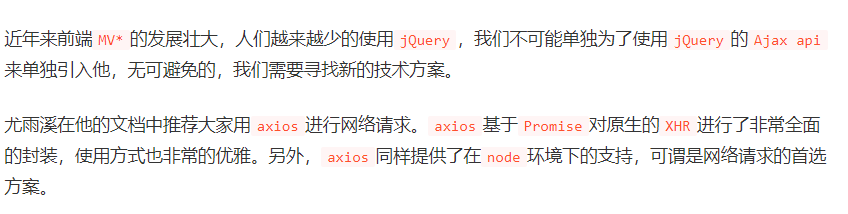 近年来前端 MV* 的发展壮大，人们越来越少的使用 jQuery ，我们不可能单独为了使用 jQuery 的 Ajax api
来单独引入他，无可避免的，我们需要寻找新的技术方案。
尤雨溪在他的文档中推荐大家用 axios 进行网络请求。 axios 基于 Promise 对原生的 XHR 进行了非常全面
的封装，使用方式也非常的优雅。另外， axios 同样提供了在 node 环境下的支持，可谓是网络请求的首选
方案。